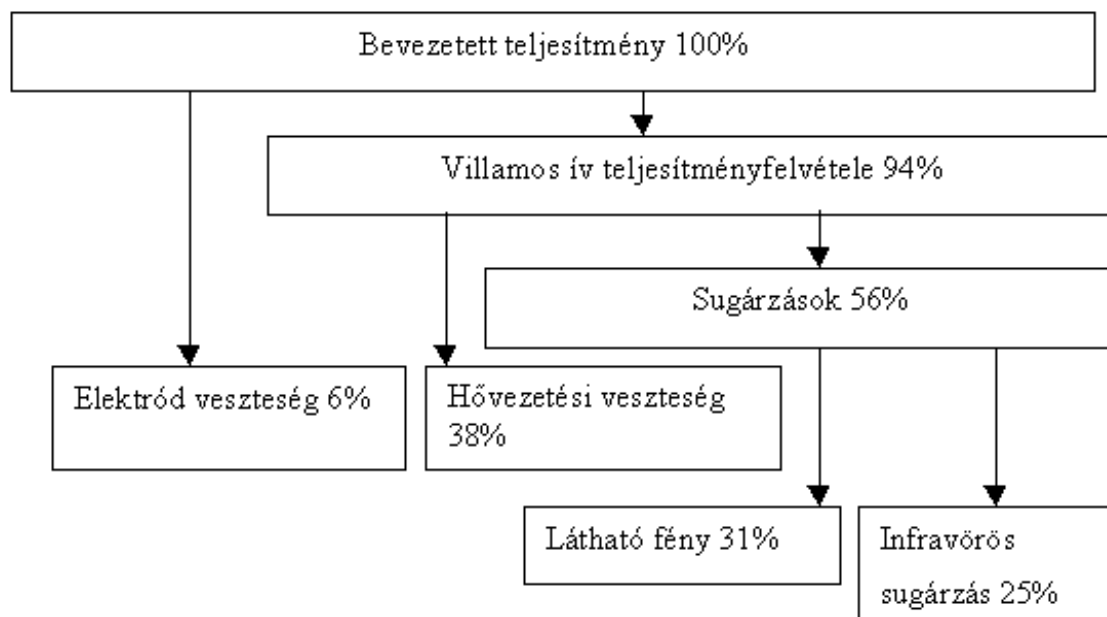 Bevezetett teljesítmény 100%
Villamos ív teljesítményfelvétele 94%
Sugárzások 56%
Elektród veszteség 6%
Hővezetési veszteség
38%
Látható fény 31%
Infravörös
sugárzás 25%